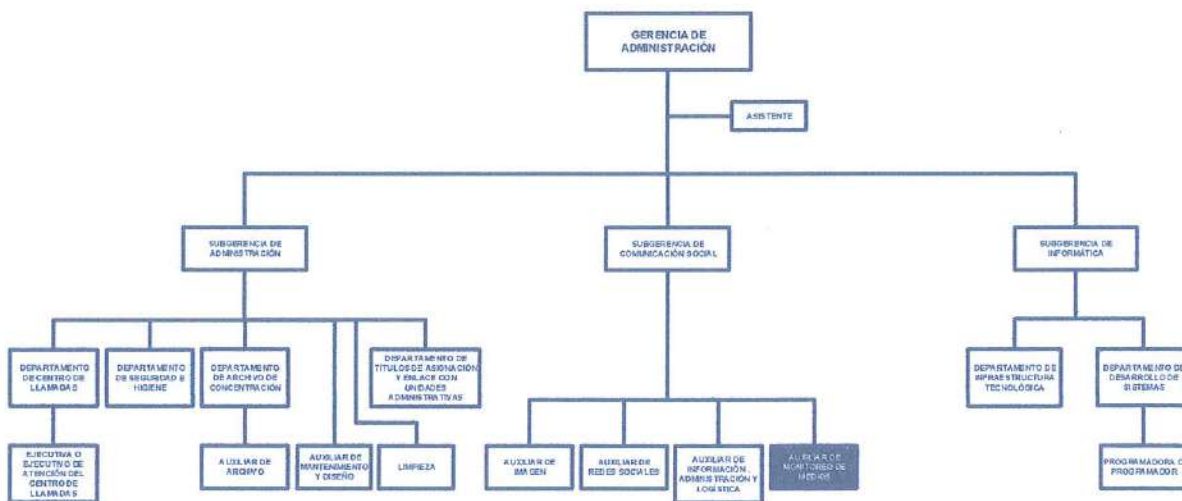 GERENCIA DE
ADMINISTRACIÓN
ASISTENTE
SUBGERENCIA DE
ADMINISTRACIÓN
SUBGERENCIA DE
COMUNICACIÓN SOCIAL
SUBGERENCIA DE
INFORMÁTICA
DEPARTAMENTO
DE CENTRO DE
LLAMADAS
DEPARTAMENTO
DE SEGURIDAD E
HIGIENE
DEPARTAMENTO
DE ARCHIVO DE
CONCENTRACIÓN
DEPARTAMENTO DE
TÍTULOS DE ASIGNACIÓN
Y ENLACE CON
UNIDADES
ADMINISTRATIVAS
DEPARTAMENTO DE
INFRAESTRUCTURA
TECNOLÓGICA
DEPARTAMENTO DE
DESARROLLO DE
SISTEMAS
EJECUTIVA O
EJECUTIVO DE
ATENCIÓN DEL
CENTRO DE
LLAMADAS
AUXILIAR DE
ARCHIVO
AUXILIAR DE
MANTENIMIENTO
Y DISEÑO
LIMPIEZA
AUXILIAR DE
IMAGEN
AUXILIAR DE
REDES SOCIALES
AUXILIAR DE
INFORMACIÓN,
ADMINISTRACIÓN Y
LOGÍSTICA
AUXILIAR DE
MONITOREO DE
MEDIOS
PROGRAMADORA O
PROGRAMADOR